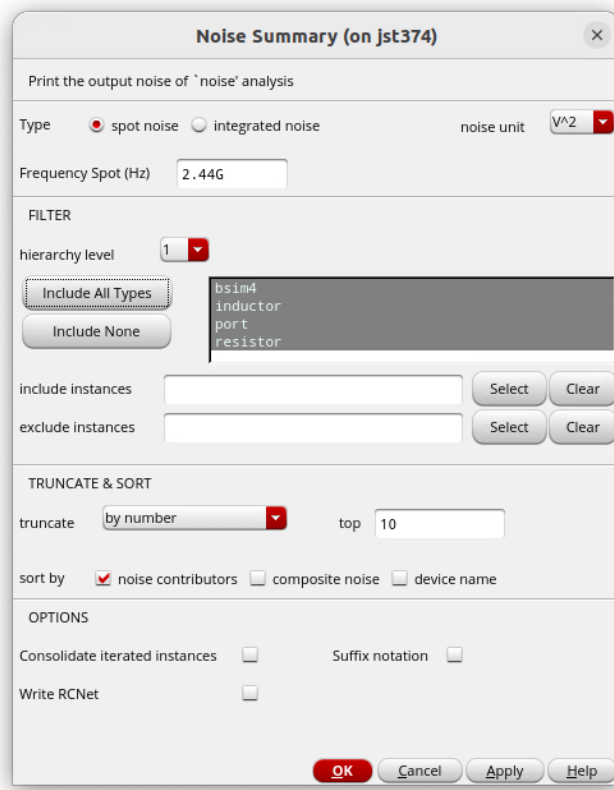 Noise Summary (on jst374)
Print the output noise of `noise' analysis
Type spot noise integrated noise noise unit V^2
Frequency Spot (Hz) 2.44G
FILTER
hierarchy level 1
Include All Types
Include None
bsim4
inductor
port
resistor
include instances Select Clear
exclude instances Select Clear
TRUNCATE & SORT
truncate by number top 10
sort by noise contributors composite noise device name
OPTIONS
Consolidate iterated instances Suffix notation
Write RCNet
OK Cancel Apply Help